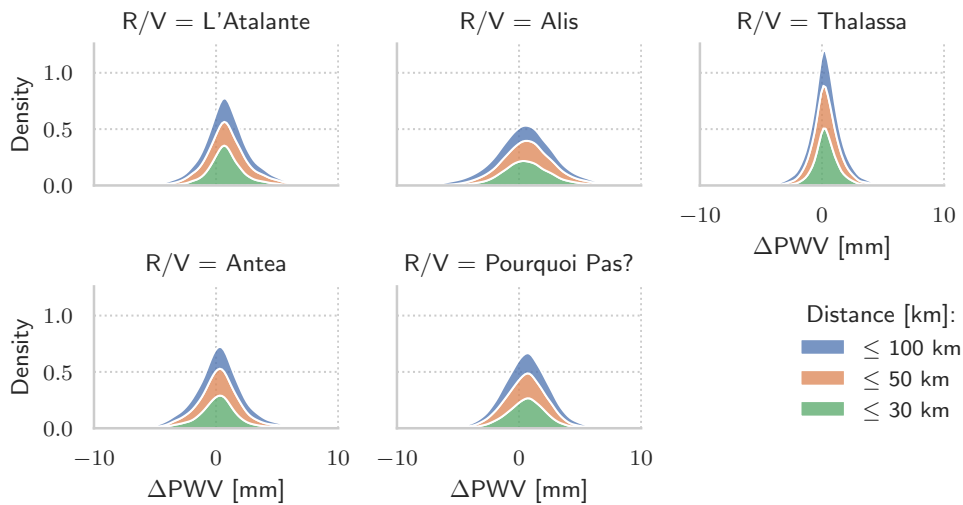 R/V = L'Atalante
R/V = Alis
R/V = Thalassa
Density
1.0
0.5
0.0
−10
0
10
ΔPWV [mm]
R/V = Antea
R/V = Pourquoi Pas?
Density
1.0
0.5
0.0
−10
0
10
ΔPWV [mm]
−10
0
10
ΔPWV [mm]
Distance [km]:
≤ 100 km
≤ 50 km
≤ 30 km